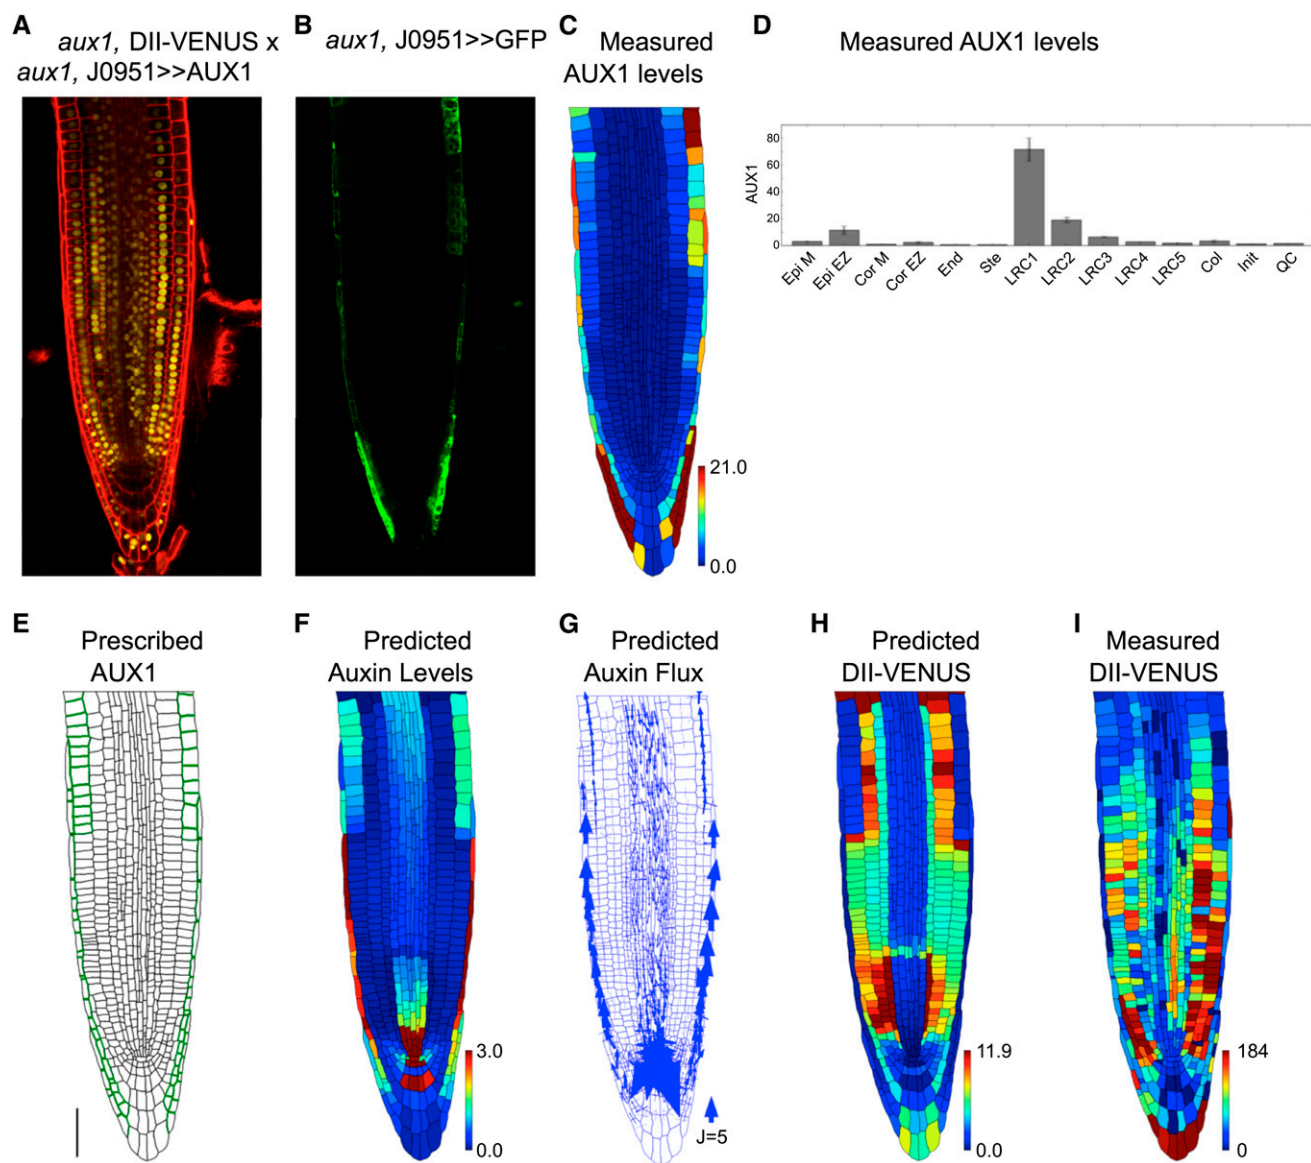 A
aux1, DII-VENUS x
aux1, J0951>>AUX1
B
aux1, J0951>>GFP
C
Measured
AUX1 levels
21.0
0.0
D
Measured AUX1 levels
AUX1
80
60
40
20
0
Epi M
Epi EZ
Cor M
Cor EZ
End
Ste
LRC1
LRC2
LRC3
LRC4
LRC5
Col
Init
QC
E
Prescribed
AUX1
F
Predicted
Auxin Levels
3.0
0.0
G
Predicted
Auxin Flux
J=5
H
Predicted
DII-VENUS
11.9
0.0
I
Measured
DII-VENUS
184
0